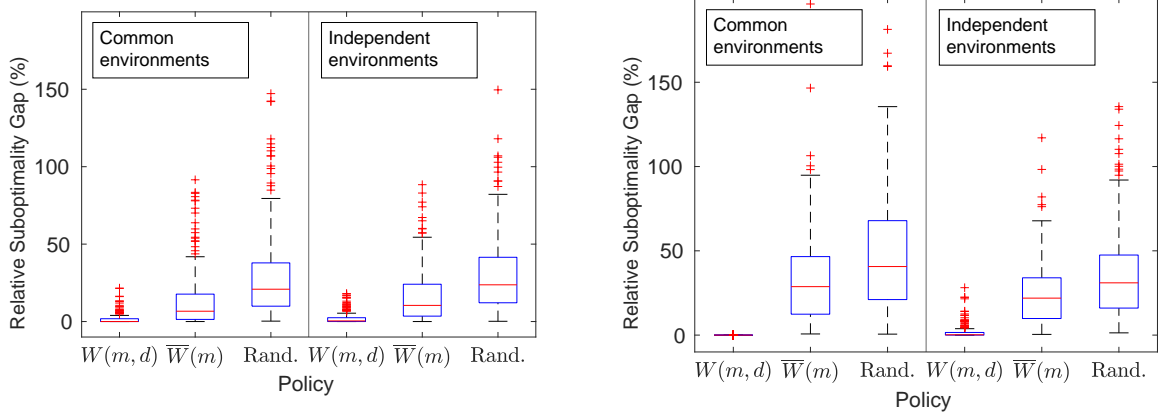 Relative Suboptimality Gap (%)
150
100
50
0
Common
environments
Independent
environments
W(m, d) W̅(m) Rand. W(m, d) W̅(m) Rand.
Policy
Relative Suboptimality Gap (%)
150
100
50
0
Common
environments
Independent
environments
W(m, d) W̅(m) Rand. W(m, d) W̅(m) Rand.
Policy